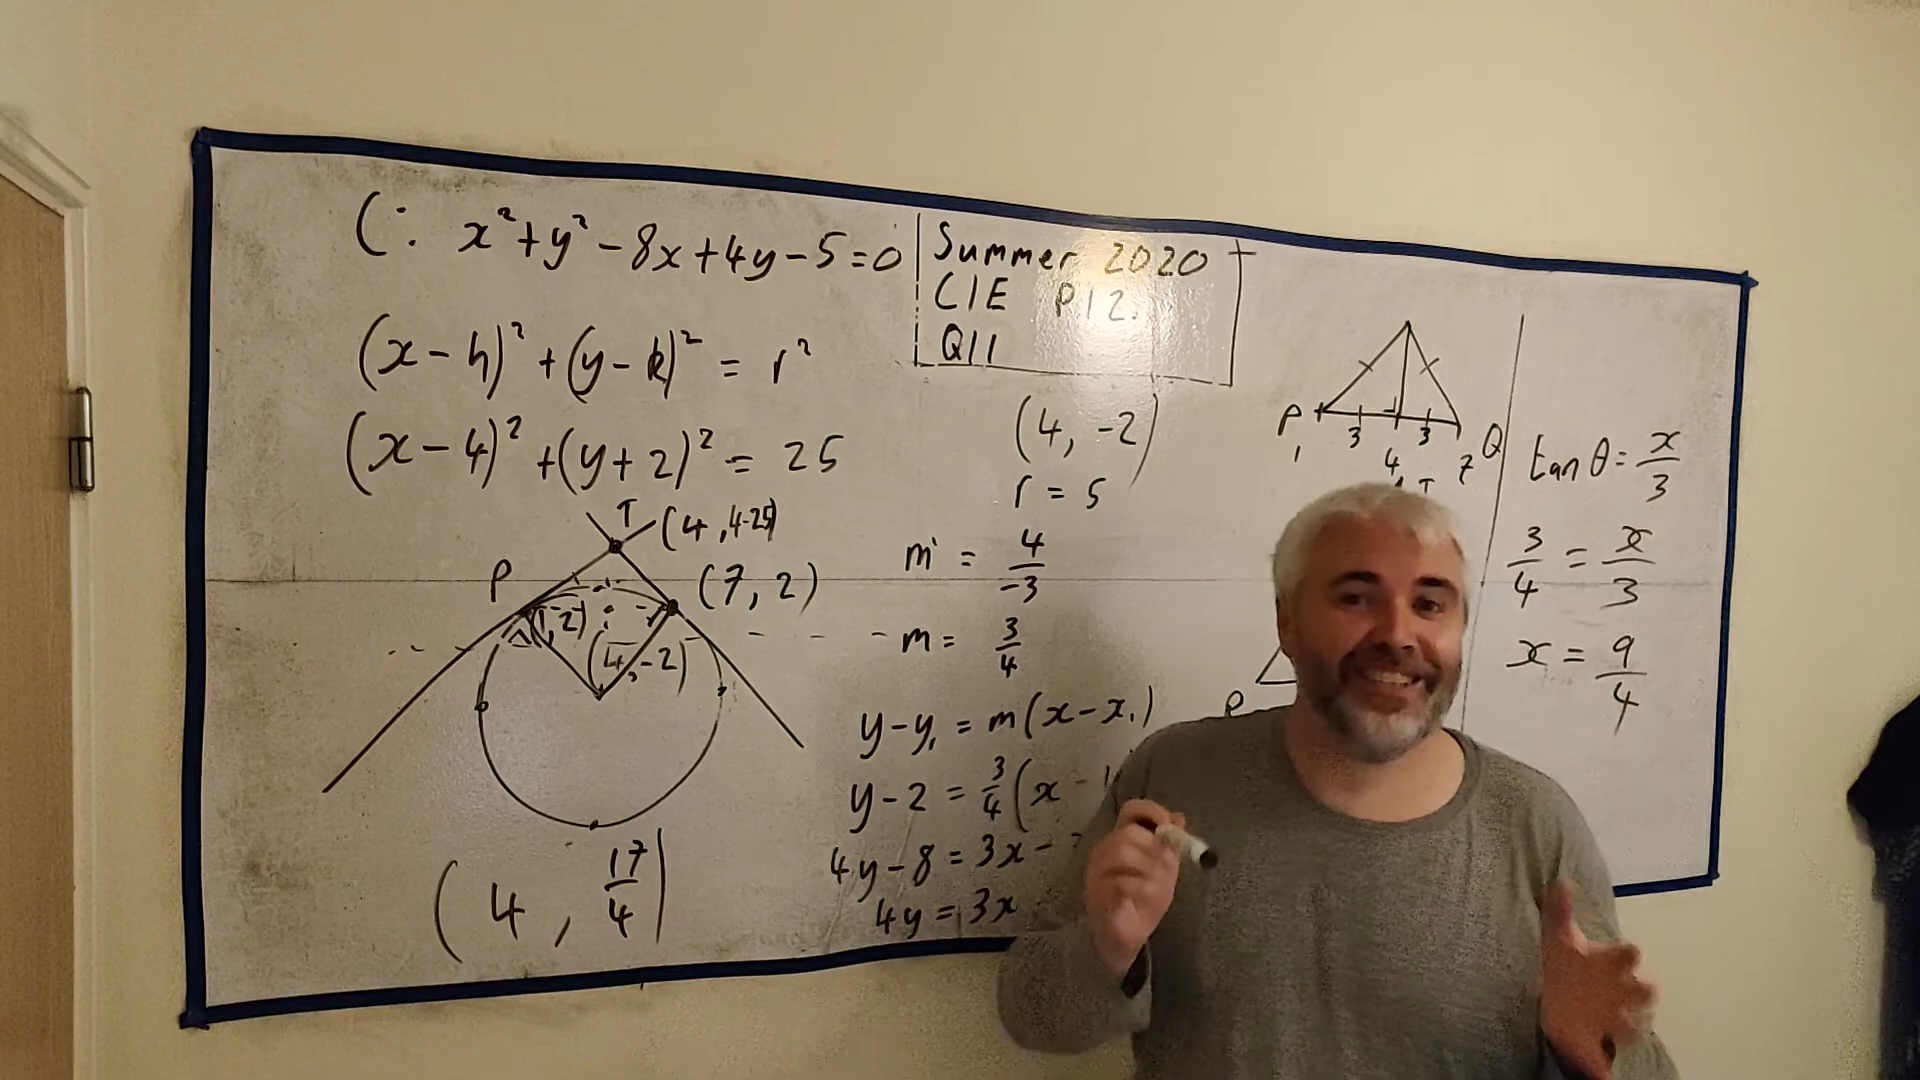 C: x² + y² - 8x + 4y - 5 = 0
(x - h)² + (y - k)² = r²
(x - 4)² + (y + 2)² = 25
Summer 2020
CIE P12.
Q11
T (4, 4.25)
P (7, 2)
(1, 2)
(4, -2)
(4, 17/4)
(4, -2)
r = 5
m' = 4/-3
m = 3/4
y - y₁ = m(x - x₁)
y - 2 = 3/4 (x - 1
4y - 8 = 3x -
4y = 3x
P 3 3 Q
1 4 7
T
P
tan θ = x/3
3/4 = x/3
x = 9/4